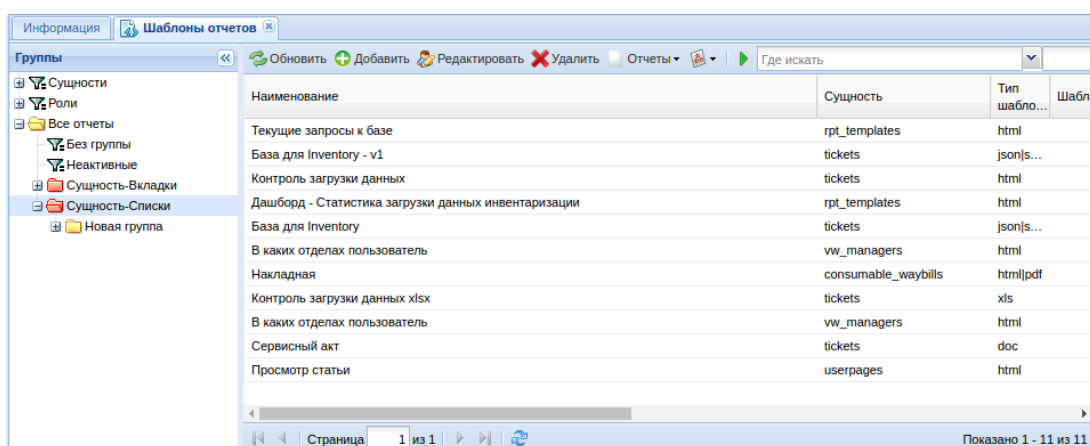 Информация Шаблоны отчетов
Группы Обновить Добавить Редактировать Удалить Отчеты Где искать
Сущности
Роли
Все отчеты
Без группы
Неактивные
Сущность-Вкладки
Сущность-Списки
Новая группа
Наименование Сущность Тип шабло... Шабл
Текущие запросы к базе rpt_templates html
База для Inventory - v1 tickets json|s...
Контроль загрузки данных tickets html
Дашборд - Статистика загрузки данных инвентаризации rpt_templates html
База для Inventory tickets json|s...
В каких отделах пользователь vw_managers html
Накладная consumable_waybills html|pdf
Контроль загрузки данных xlsx tickets xls
В каких отделах пользователь vw_managers html
Сервисный акт tickets doc
Просмотр статьи userpages html
Страница 1 из 1 Показано 1 - 11 из 11